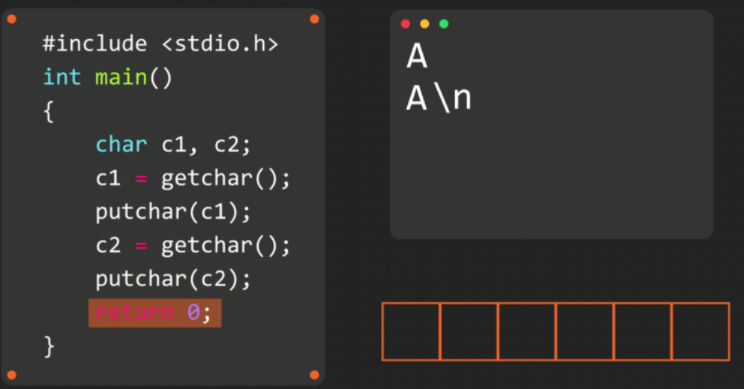 #include <stdio.h>
int main()
{
char c1, c2;
c1 = getchar();
putchar(c1);
c2 = getchar();
putchar(c2);
return 0;
}
A
A\n